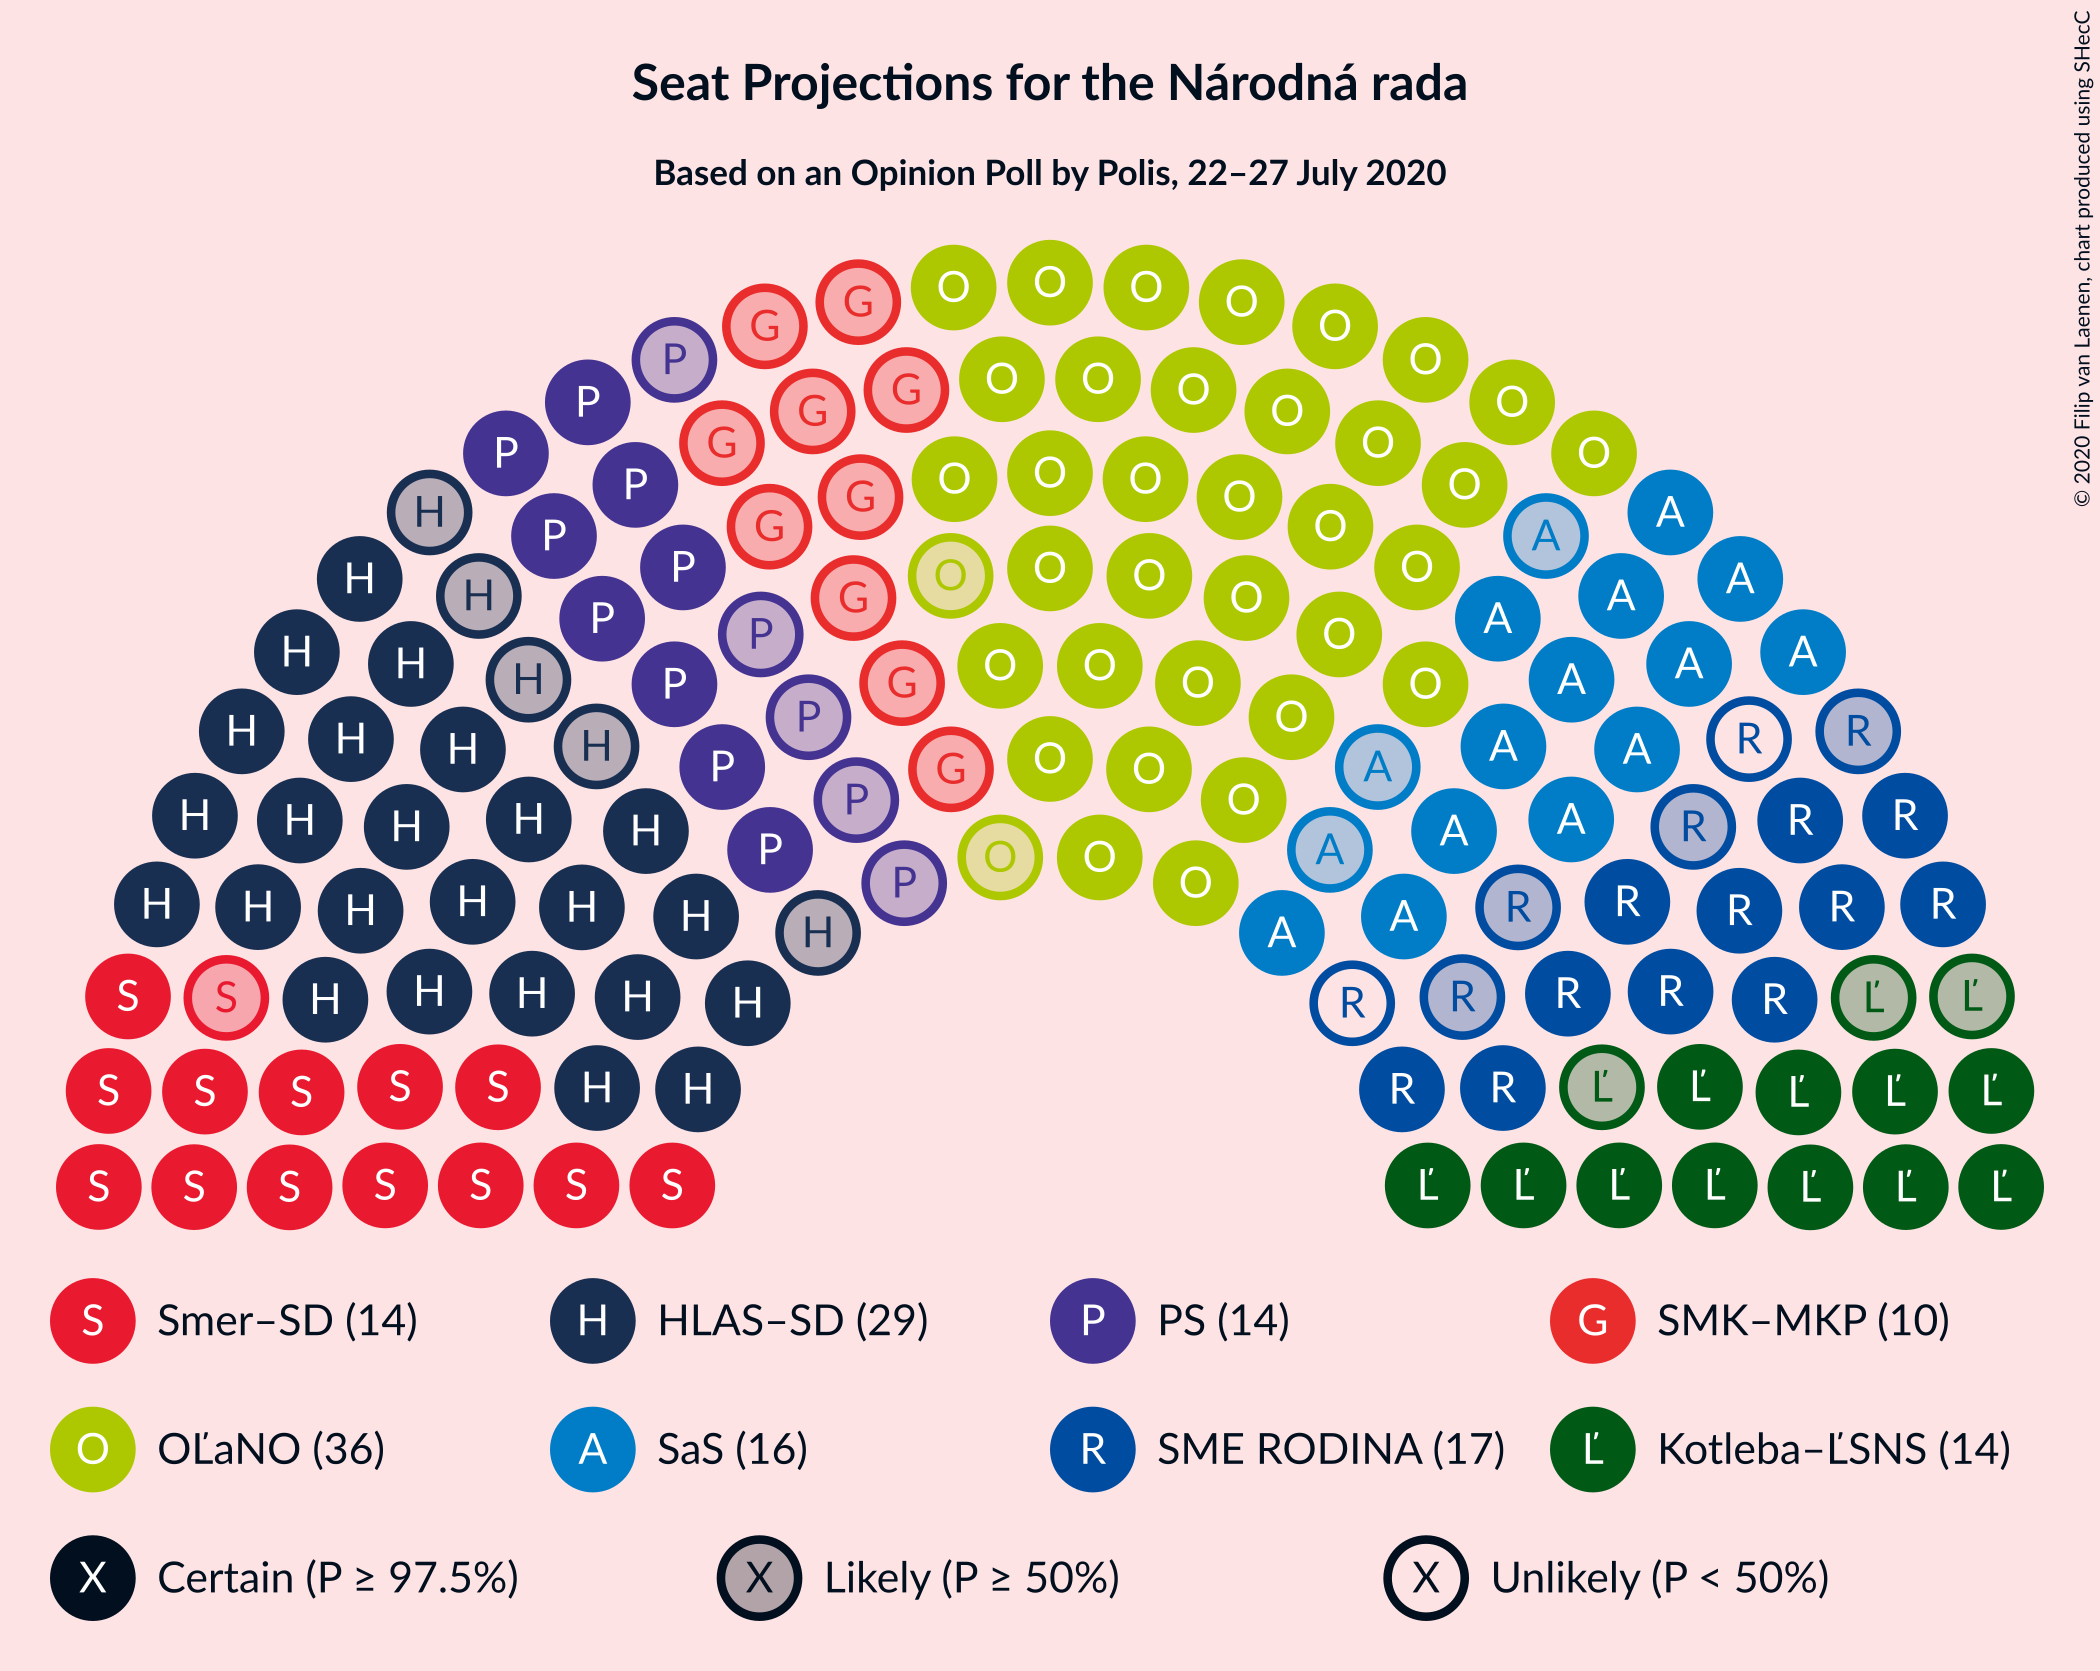 Seat Projections for the Národná rada
Based on an Opinion Poll by Polis, 22–27 July 2020
© 2020 Filip van Laenen, chart produced using SHecC
O O O O O O O O
G G
P O O O O O O
P G G G
P P O O O O O O
H P G G A A
H H P P G O O O O O O A A
H H H P P P G O O O O A A A
H H H H P P G O O O O A A R R
H H H H H P P G O O O A A A R R R
H H H H H H H P O O O A A R R R R R
S S H H H H H R R R R R Ľ Ľ
S S S S S H H R R Ľ Ľ Ľ Ľ Ľ
S S S S S S S Ľ Ľ Ľ Ľ Ľ Ľ Ľ
S Smer–SD (14) H HLAS–SD (29) P PS (14) G SMK–MKP (10)
O OĽaNO (36) A SaS (16) R SME RODINA (17) Ľ Kotleba–ĽSNS (14)
X Certain (P ≥ 97.5%) X Likely (P ≥ 50%) X Unlikely (P < 50%)